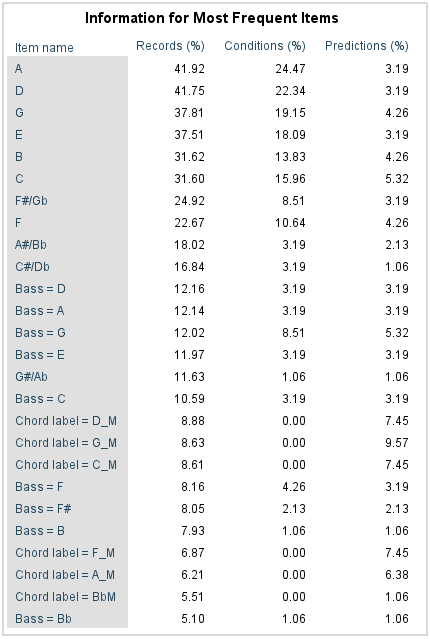 Information for Most Frequent Items
Item name Records (%) Conditions (%) Predictions (%)
A 41.92 24.47 3.19
D 41.75 22.34 3.19
G 37.81 19.15 4.26
E 37.51 18.09 3.19
B 31.62 13.83 4.26
C 31.60 15.96 5.32
F#/Gb 24.92 8.51 3.19
F 22.67 10.64 4.26
A#/Bb 18.02 3.19 2.13
C#/Db 16.84 3.19 1.06
Bass = D 12.16 3.19 3.19
Bass = A 12.14 3.19 3.19
Bass = G 12.02 8.51 5.32
Bass = E 11.97 3.19 3.19
G#/Ab 11.63 1.06 1.06
Bass = C 10.59 3.19 3.19
Chord label = D_M 8.88 0.00 7.45
Chord label = G_M 8.63 0.00 9.57
Chord label = C_M 8.61 0.00 7.45
Bass = F 8.16 4.26 3.19
Bass = F# 8.05 2.13 2.13
Bass = B 7.93 1.06 1.06
Chord label = F_M 6.87 0.00 7.45
Chord label = A_M 6.21 0.00 6.38
Chord label = BbM 5.51 0.00 1.06
Bass = Bb 5.10 1.06 1.06